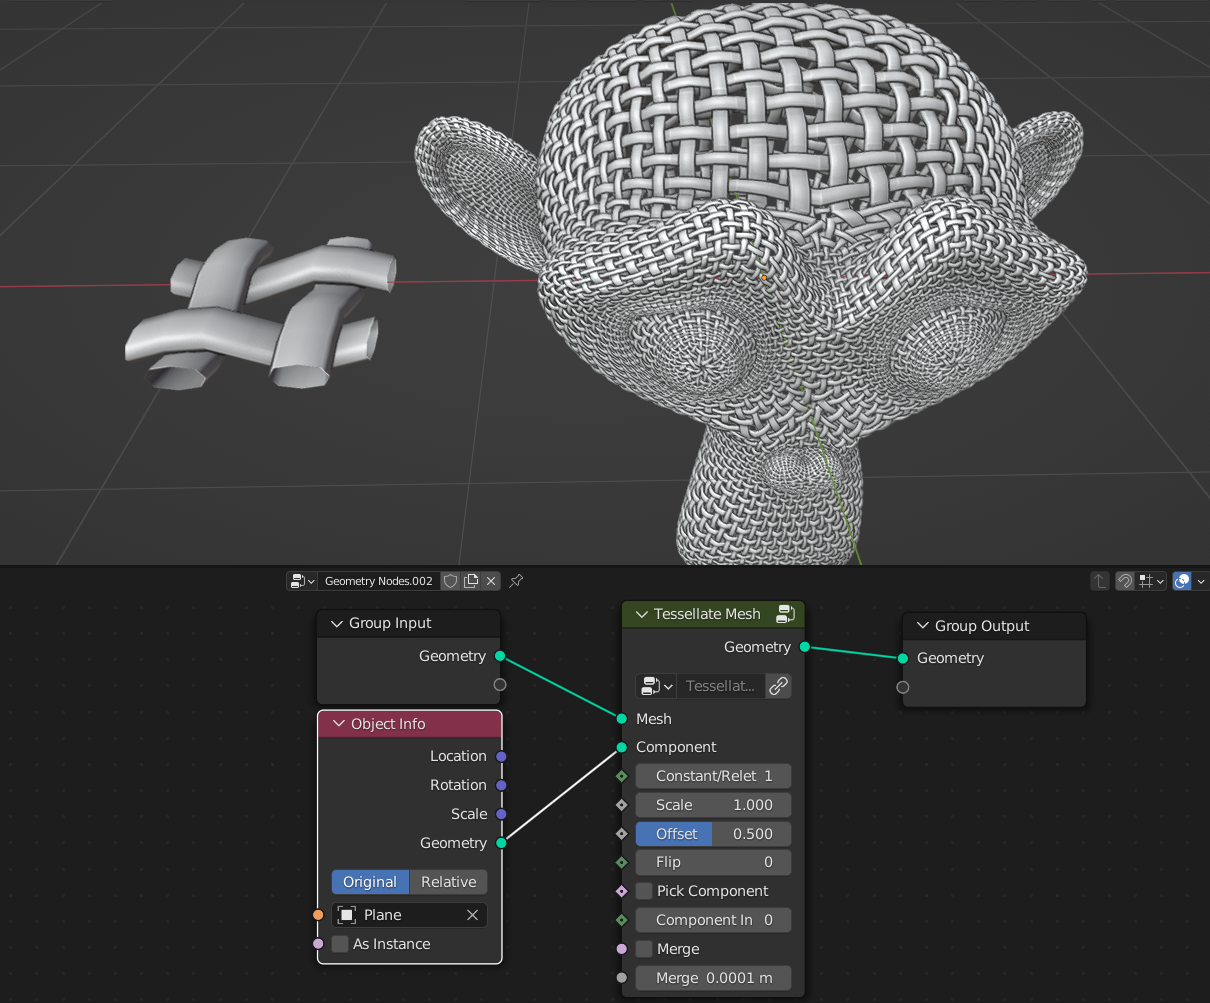 Geometry Nodes.002
Group Input
Geometry
Object Info
Location
Rotation
Scale
Geometry
Original Relative
Plane
As Instance
Tessellate Mesh
Geometry
Tessellat...
Mesh
Component
Constant/Relet 1
Scale 1.000
Offset 0.500
Flip 0
Pick Component
Component In 0
Merge
Merge 0.0001 m
Group Output
Geometry